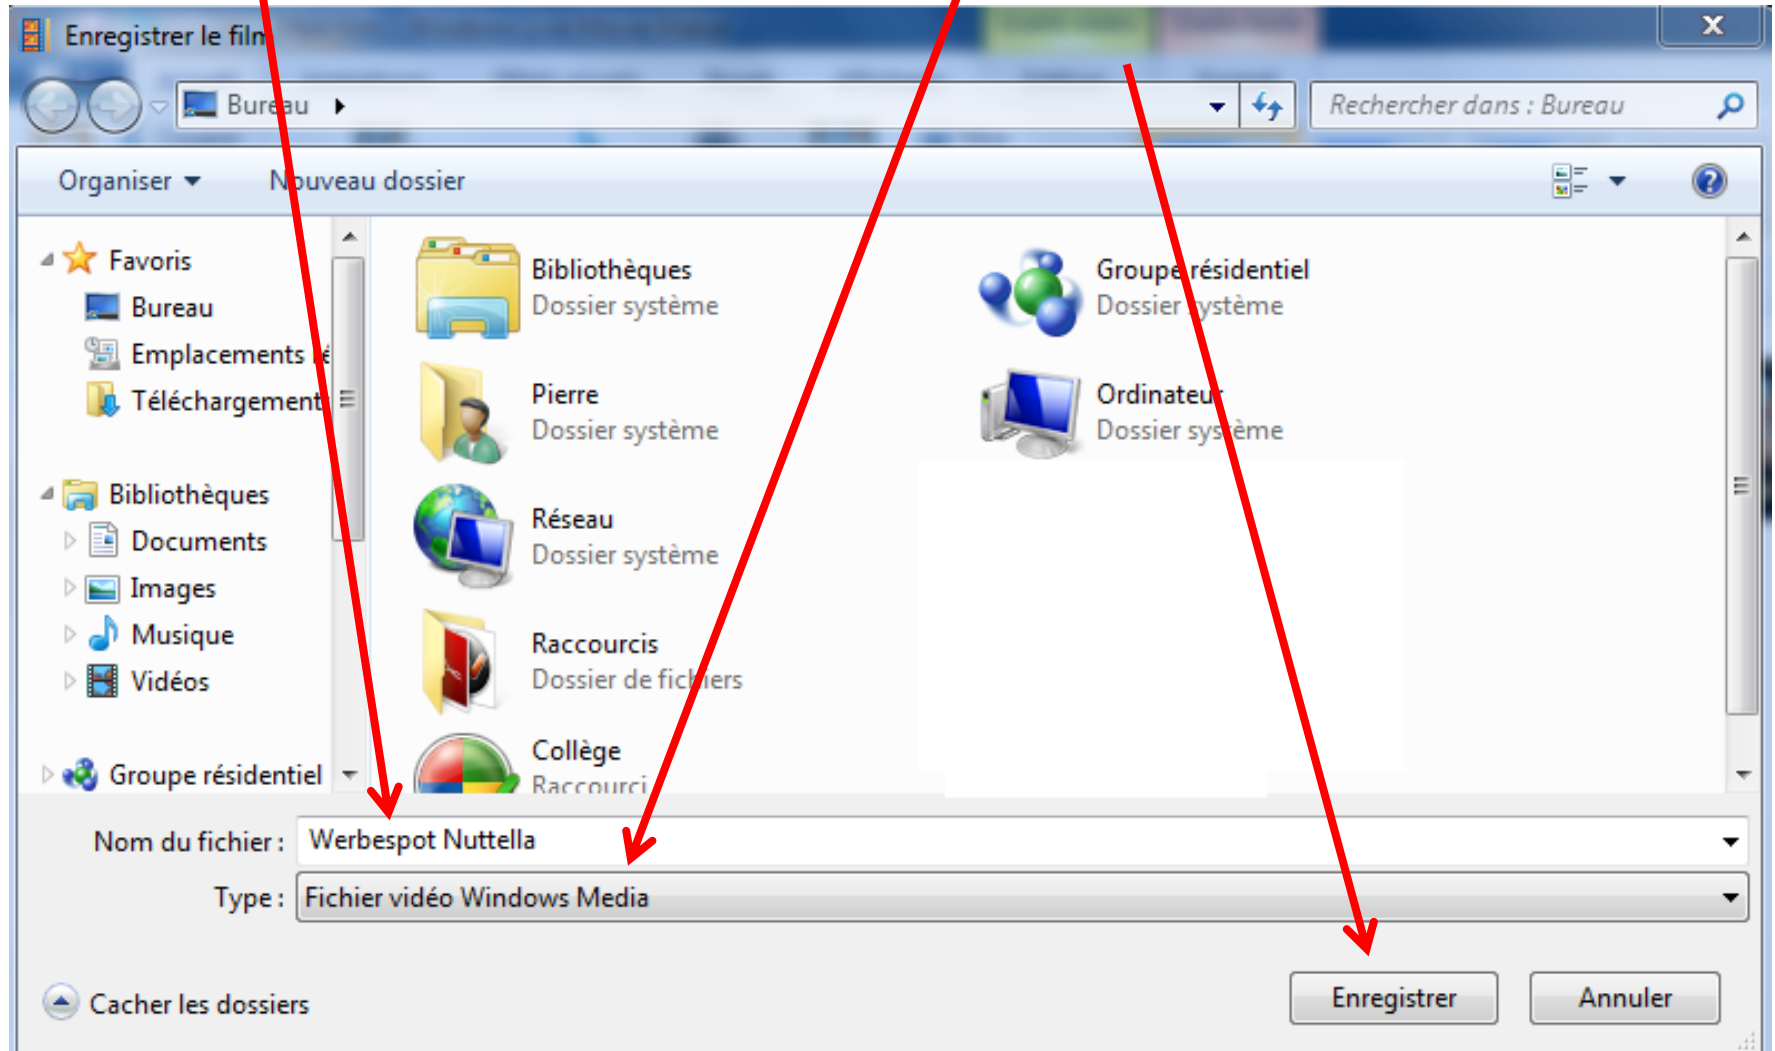 Enregistrer le film
Bureau
Rechercher dans : Bureau
Organiser
Nouveau dossier
Favoris
Bureau
Emplacements ré
Téléchargement
Bibliothèques
Documents
Images
Musique
Vidéos
Groupe résidentiel
Bibliothèques
Dossier système
Groupe résidentiel
Dossier système
Pierre
Dossier système
Ordinateur
Dossier système
Réseau
Dossier système
Raccourcis
Dossier de fichiers
Collège
Raccourci
Nom du fichier : Werbespot Nuttella
Type : Fichier vidéo Windows Media
Cacher les dossiers
Enregistrer
Annuler